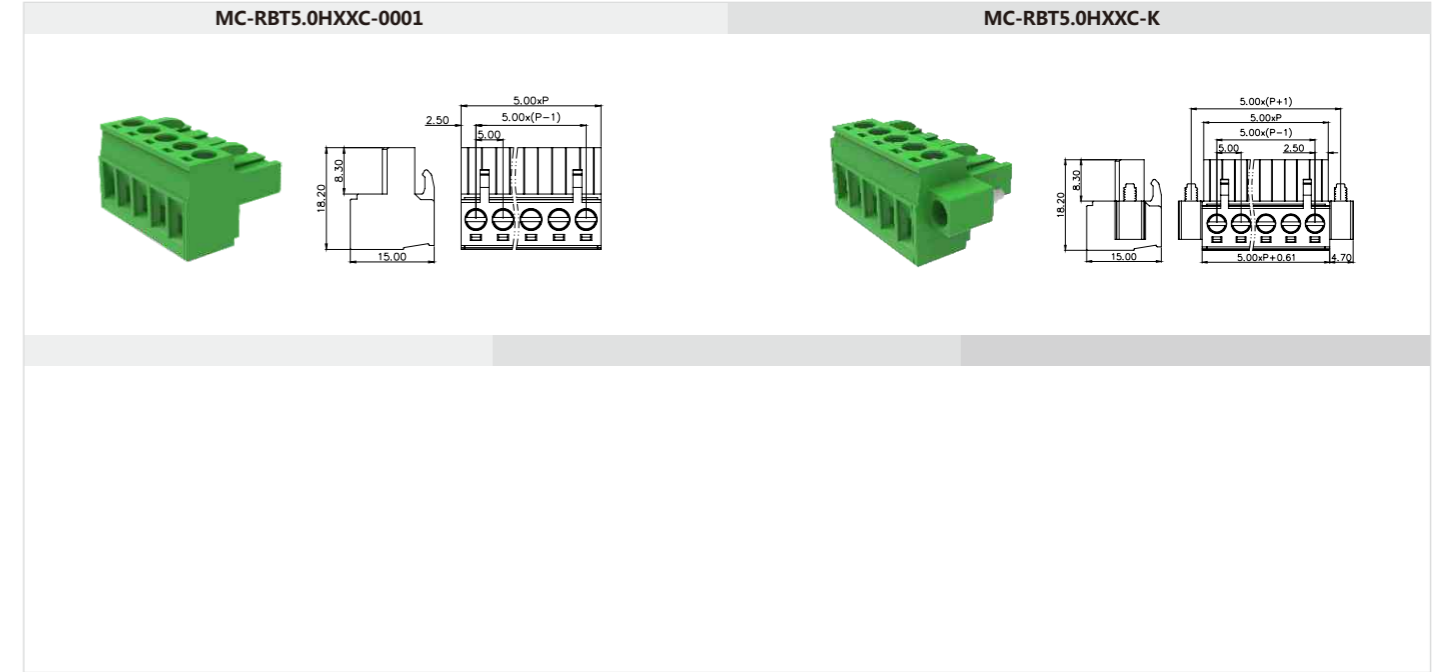 MC-RBT5.0HXXC-0001
MC-RBT5.0HXXC-K
5.00xP
5.00x(P-1)
2.50
5.00
8.30
18.20
15.00
5.00x(P+1)
5.00xP
5.00x(P-1)
5.00
2.50
8.30
18.20
15.00
5.00xP+0.61
4.70